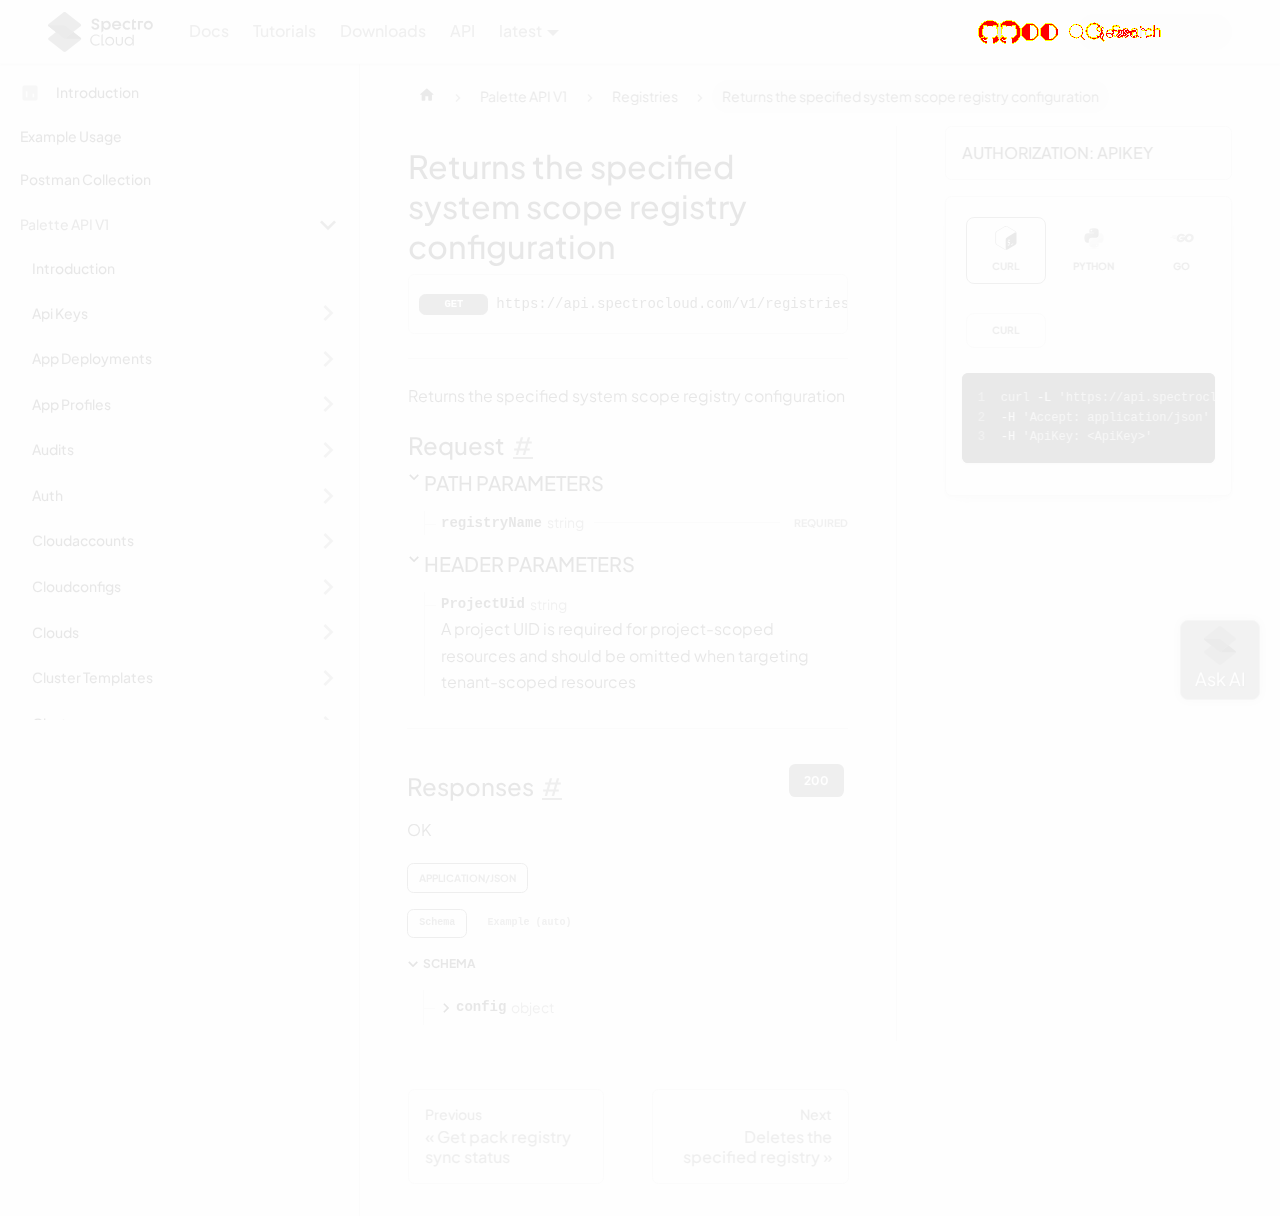 Spectro Cloud
Docs Tutorials Downloads API latest
Introduction
Example Usage
Postman Collection
Palette API V1
Introduction
Api Keys
App Deployments
App Profiles
Audits
Auth
Cloudaccounts
Cloudconfigs
Clouds
Cluster Templates
Palette API V1 > Registries > Returns the specified system scope registry configuration
Returns the specified
system scope registry
configuration
GET https://api.spectrocloud.com/v1/registries
Returns the specified system scope registry configuration
Request #
PATH PARAMETERS
registryName string REQUIRED
HEADER PARAMETERS
ProjectUid string
A project UID is required for project-scoped
resources and should be omitted when targeting
tenant-scoped resources
Responses #
200
OK
APPLICATION/JSON
Schema Example (auto)
SCHEMA
config object
Previous
« Get pack registry
sync status
Next
Deletes the
specified registry »
AUTHORIZATION: APIKEY
CURL PYTHON GO
CURL
1 curl -L 'https://api.spectrocl
2 -H 'Accept: application/json'
3 -H 'ApiKey: <ApiKey>'
Ask AI